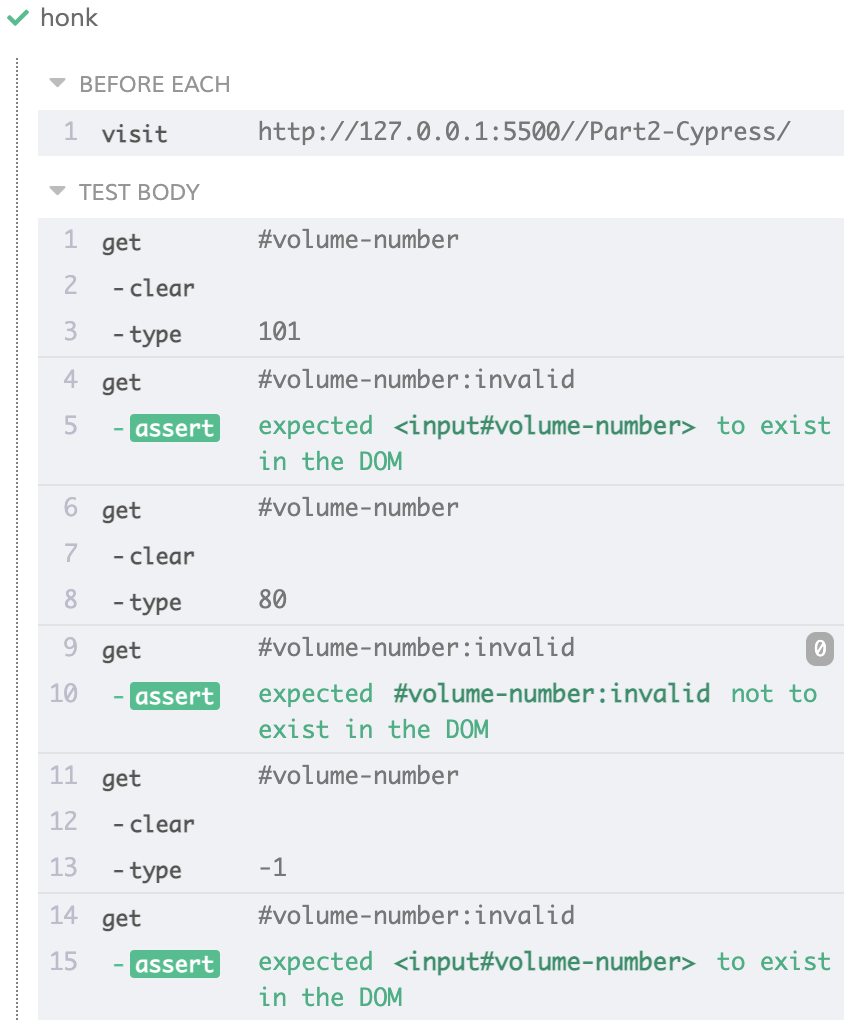 honk
BEFORE EACH
1 visit http://127.0.0.1:5500//Part2-Cypress/
TEST BODY
1 get #volume-number
2 -clear
3 -type 101
4 get #volume-number:invalid
5 -assert expected <input#volume-number> to exist
in the DOM
6 get #volume-number
7 -clear
8 -type 80
9 get #volume-number:invalid 0
10 -assert expected #volume-number:invalid not to
exist in the DOM
11 get #volume-number
12 -clear
13 -type -1
14 get #volume-number:invalid
15 -assert expected <input#volume-number> to exist
in the DOM